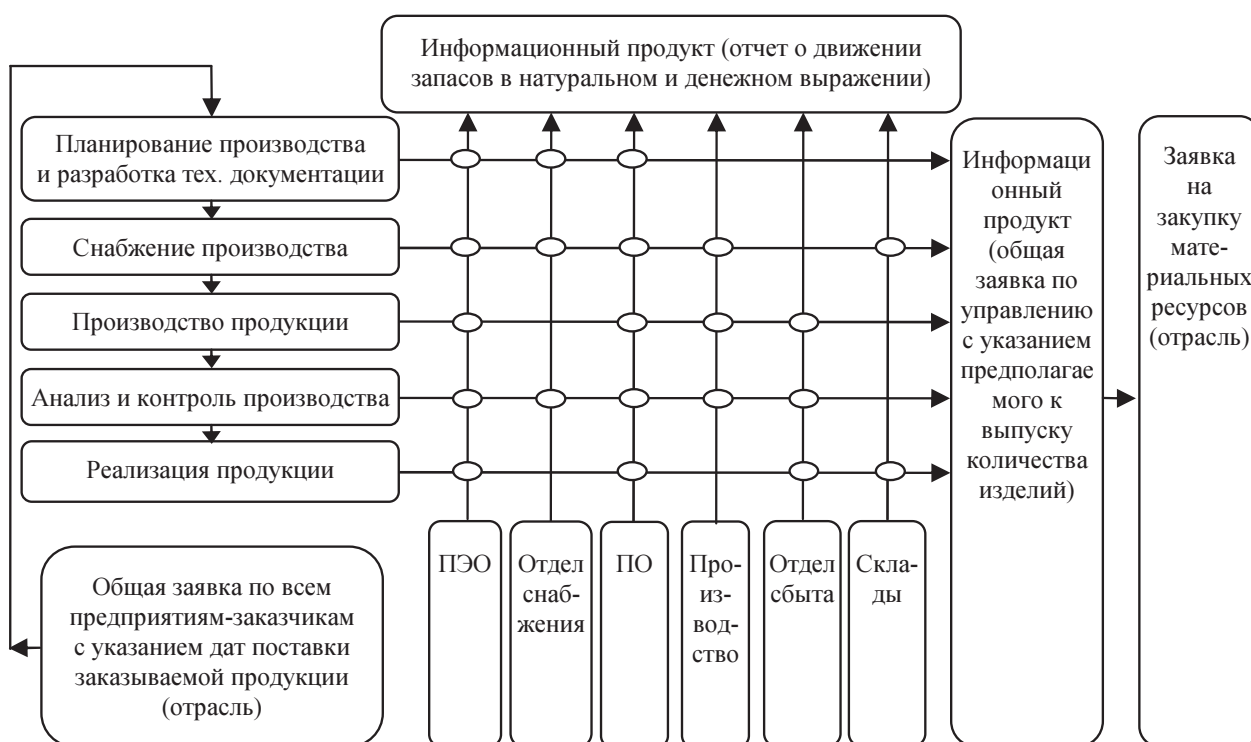 Информационный продукт (отчет о движении
запасов в натуральном и денежном выражении)
Планирование производства
и разработка тех. документации
Снабжение производства
Производство продукции
Анализ и контроль производства
Реализация продукции
Общая заявка по всем
предприятиям-заказчикам
с указанием дат поставки
заказываемой продукции
(отрасль)
ПЭО
Отдел
снаб-
жения
ПО
Про-
из-
вод-
ство
Отдел
сбыта
Скла-
ды
Информаци
онный
продукт
(общая
заявка по
управлению
с указанием
предполагае
мого к
выпуску
количества
изделий)
Заявка
на
закупку
мате-
риальных
ресурсов
(отрасль)